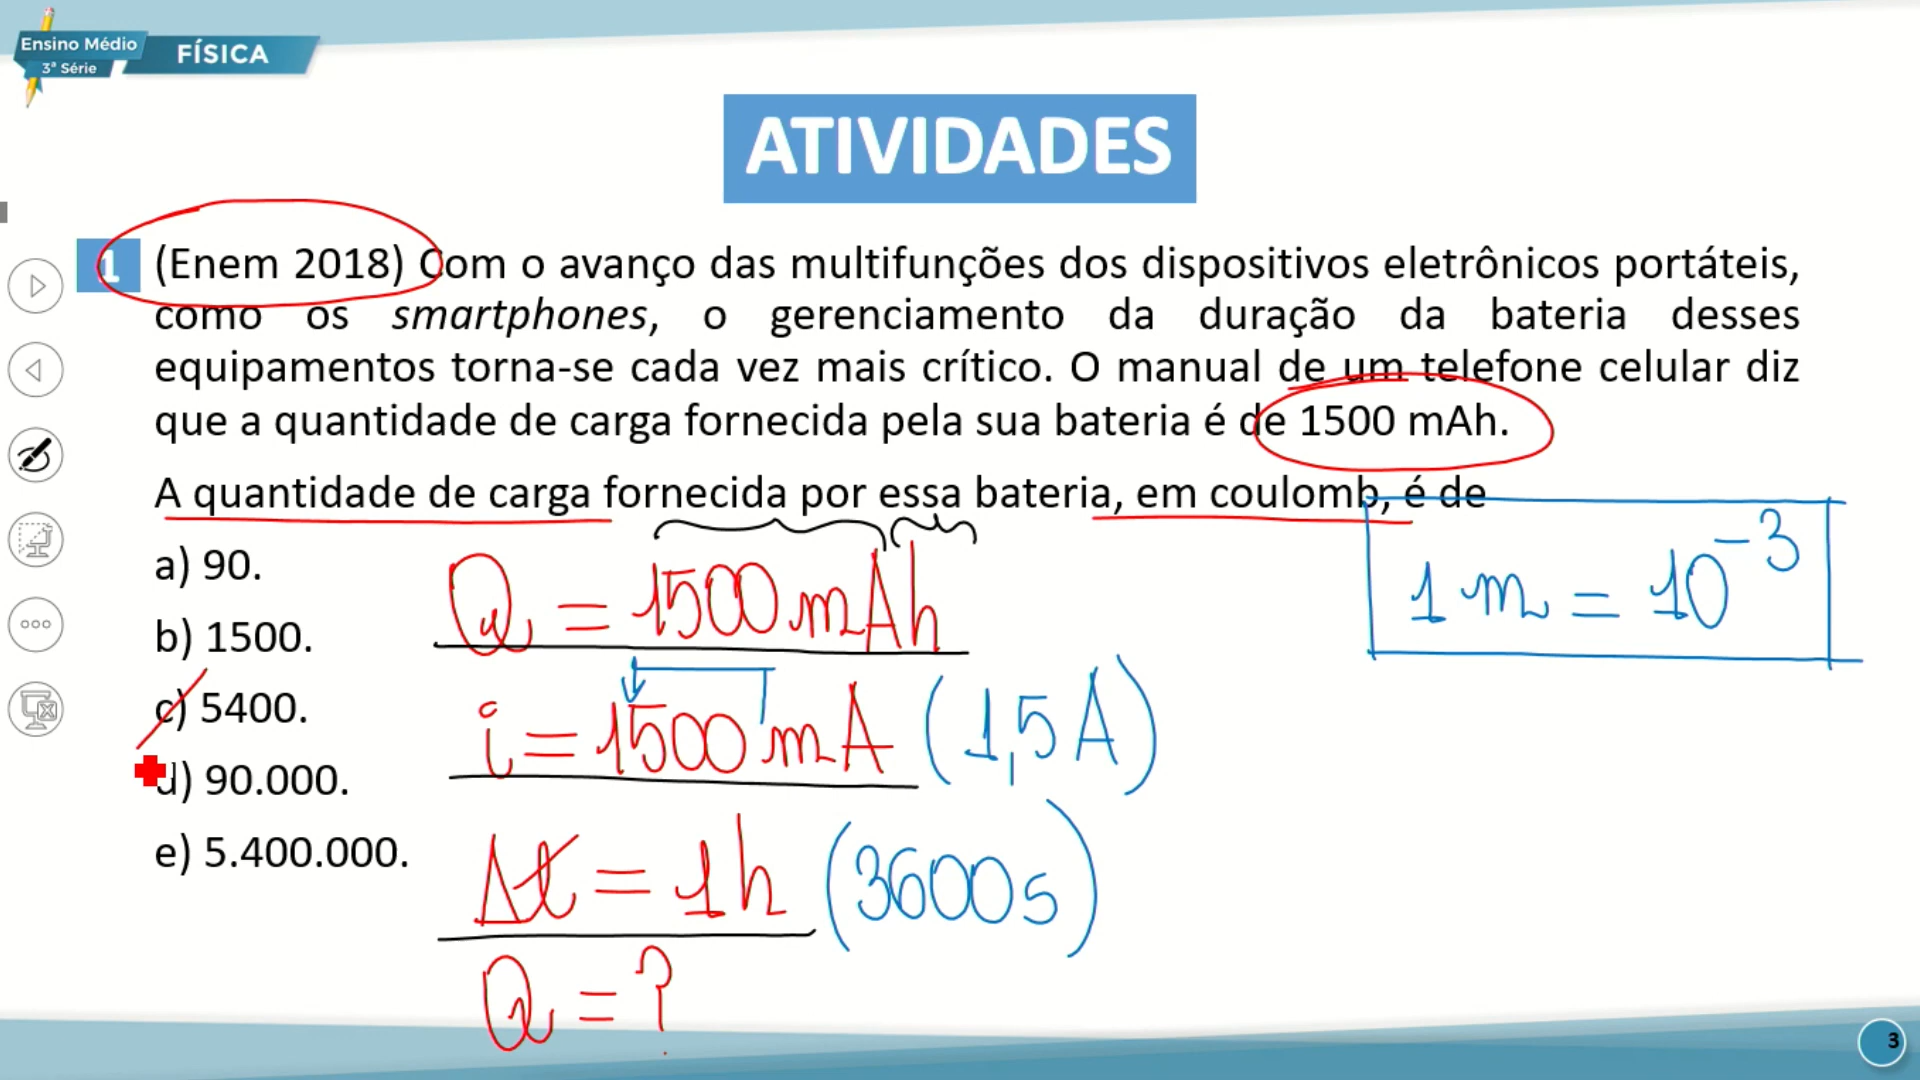 Ensino Médio
3ª Série
FÍSICA
ATIVIDADES
1 (Enem 2018) Com o avanço das multifunções dos dispositivos eletrônicos portáteis,
como os smartphones, o gerenciamento da duração da bateria desses
equipamentos torna-se cada vez mais crítico. O manual de um telefone celular diz
que a quantidade de carga fornecida pela sua bateria é de 1500 mAh.
A quantidade de carga fornecida por essa bateria, em coulomb, é de
a) 90.
b) 1500.
c) 5400.
d) 90.000.
e) 5.400.000.
Q = 1500 mAh
i = 1500 mA (1,5 A)
Δt = 1h (3600s)
Q = ?
1 m = 10⁻³
3